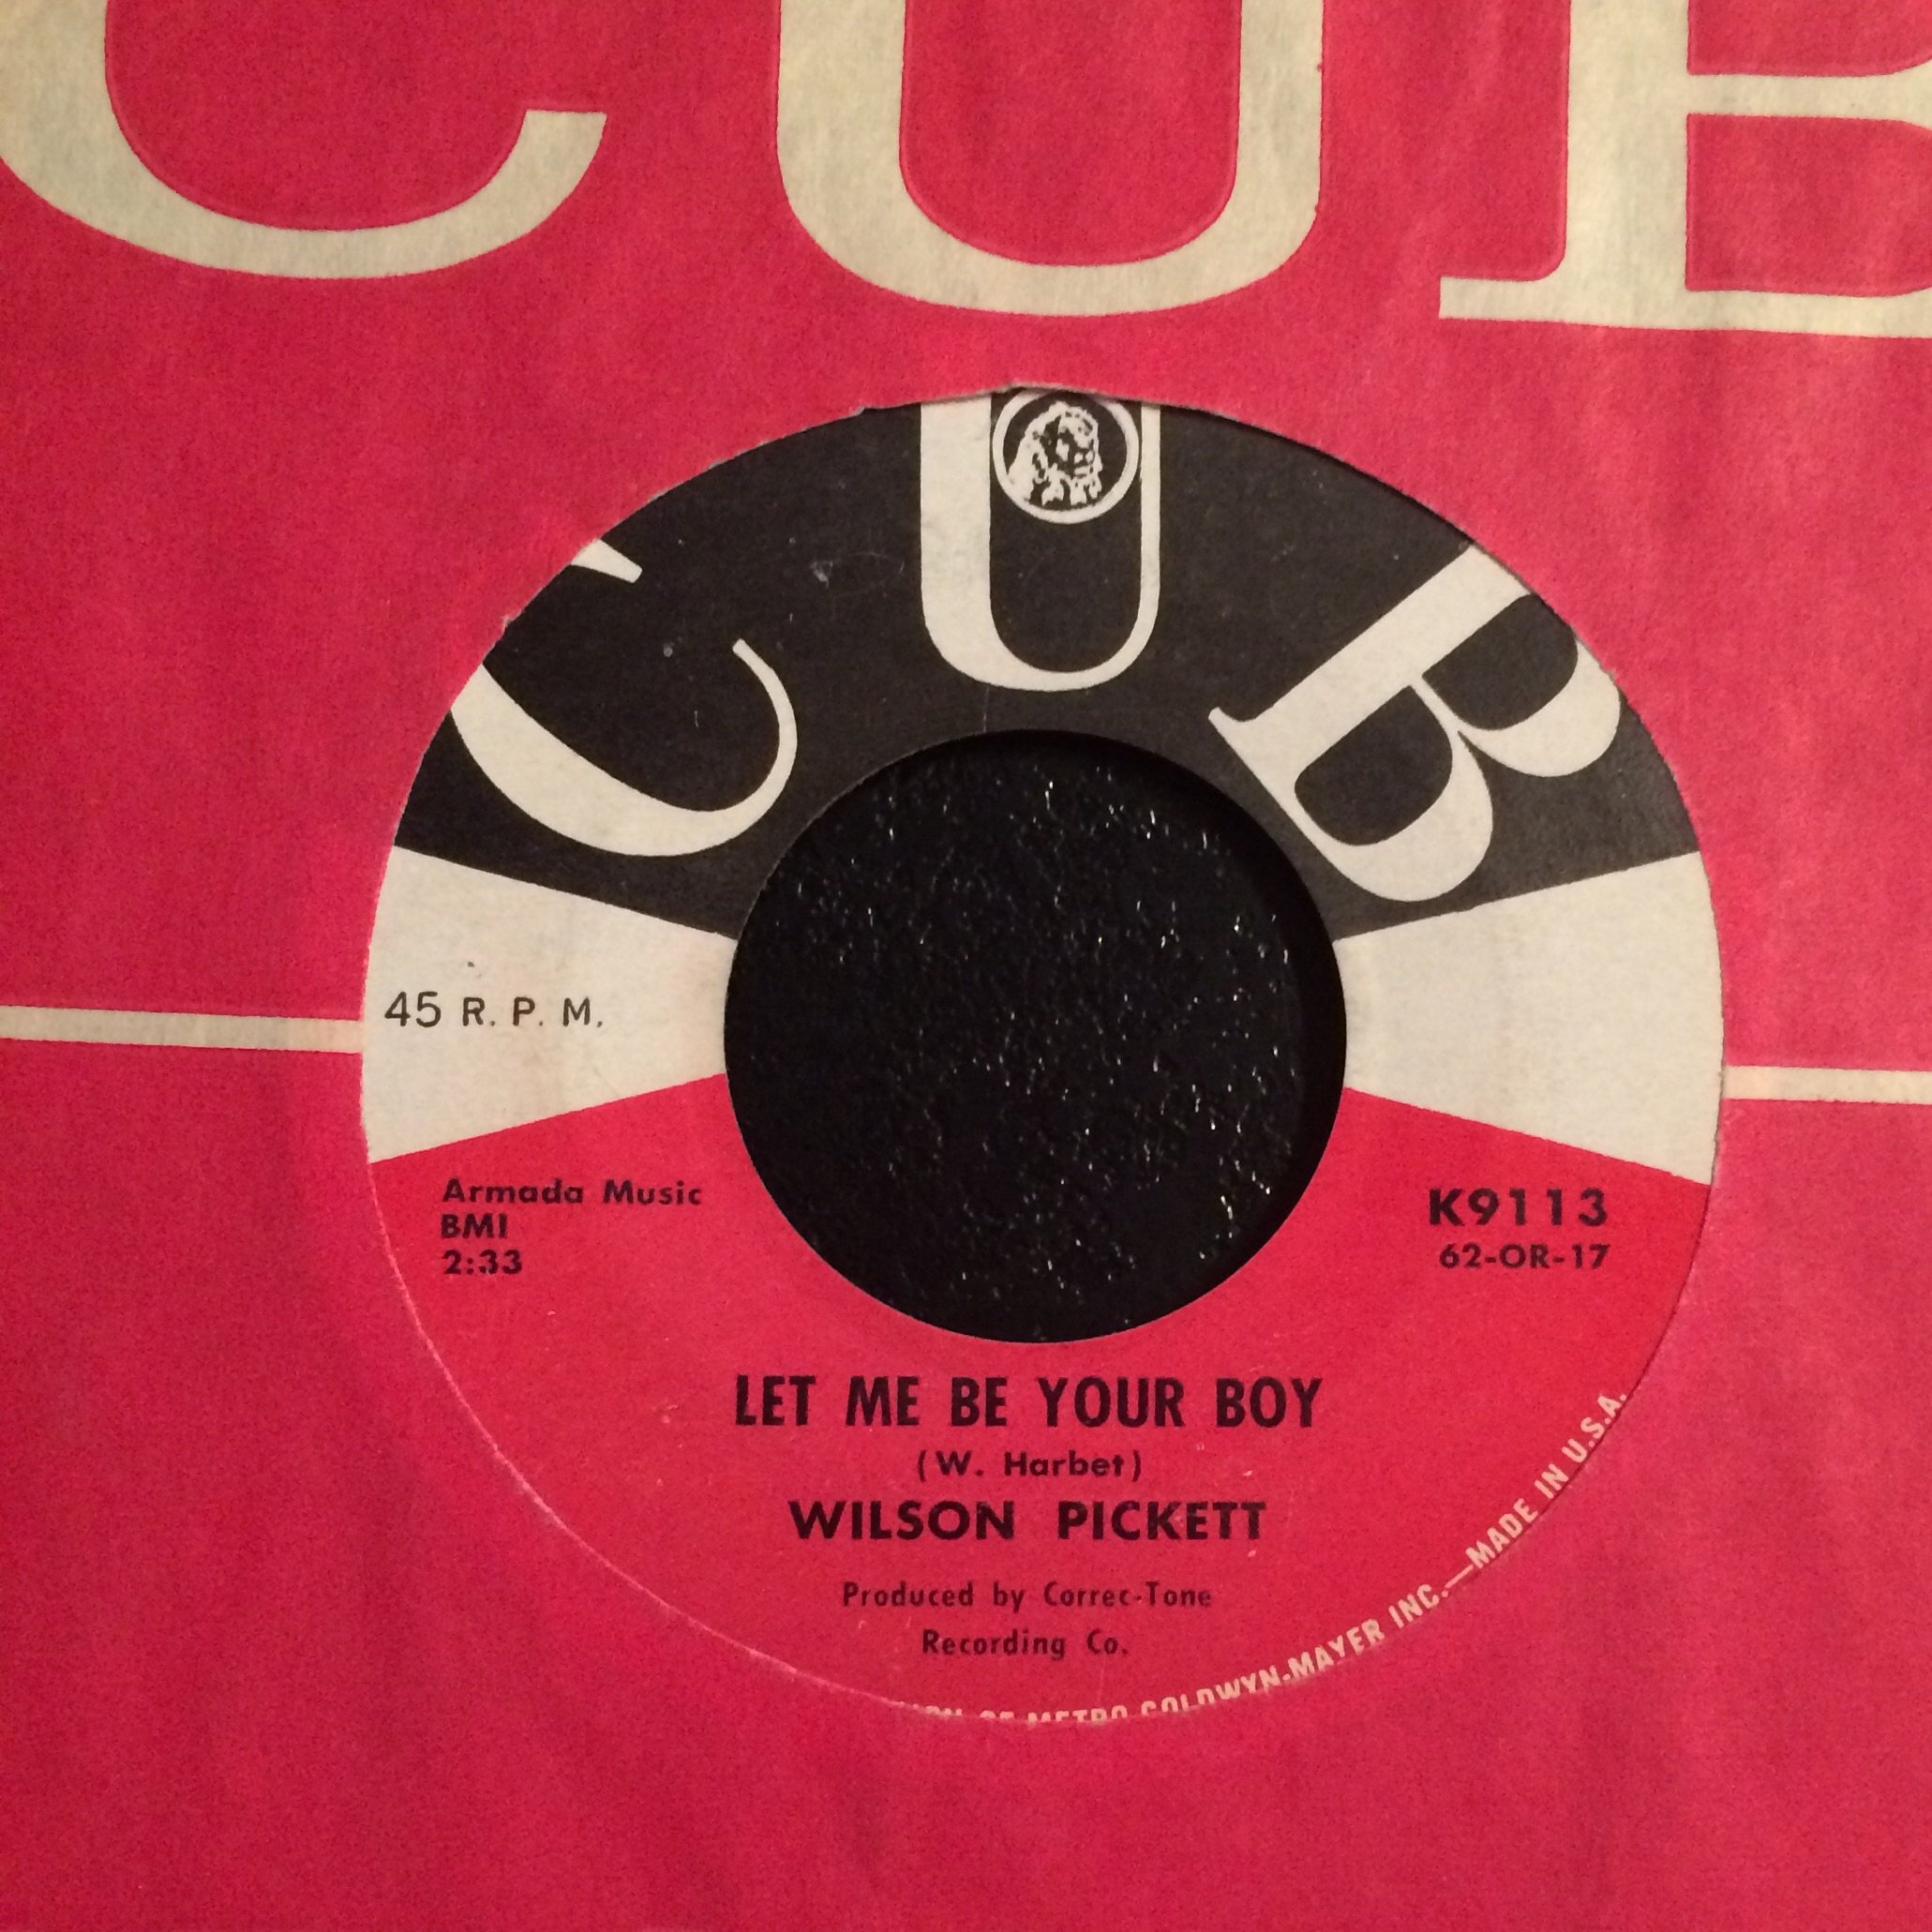 CUB
CUB
45 R. P. M.
Armada Music
BMI
2:33
K9113
62-OR-17
LET ME BE YOUR BOY
(W. Harbet)
WILSON PICKETT
Produced by Correc-Tone
Recording Co.
OF METRO-GOLDWYN-MAYER INC.—MADE IN U.S.A.